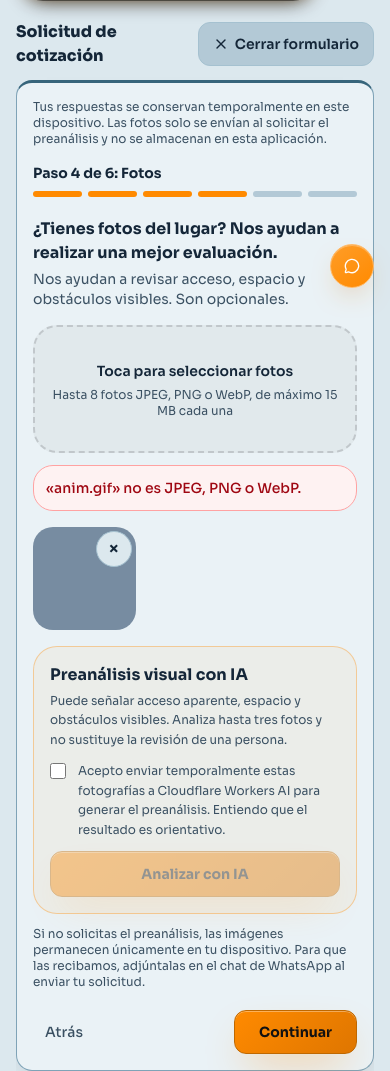 Solicitud de
cotización
× Cerrar formulario
Tus respuestas se conservan temporalmente en este
dispositivo. Las fotos solo se envían al solicitar el
preanálisis y no se almacenan en esta aplicación.
Paso 4 de 6: Fotos
¿Tienes fotos del lugar? Nos ayudan a
realizar una mejor evaluación.
Nos ayudan a revisar acceso, espacio y
obstáculos visibles. Son opcionales.
Toca para seleccionar fotos
Hasta 8 fotos JPEG, PNG o WebP, de máximo 15
MB cada una
«anim.gif» no es JPEG, PNG o WebP.
×
Preanálisis visual con IA
Puede señalar acceso aparente, espacio y
obstáculos visibles. Analiza hasta tres fotos y
no sustituye la revisión de una persona.
Acepto enviar temporalmente estas
fotografías a Cloudflare Workers AI para
generar el preanálisis. Entiendo que el
resultado es orientativo.
Analizar con IA
Si no solicitas el preanálisis, las imágenes
permanecen únicamente en tu dispositivo. Para que
las recibamos, adjúntalas en el chat de WhatsApp al
enviar tu solicitud.
Atrás
Continuar